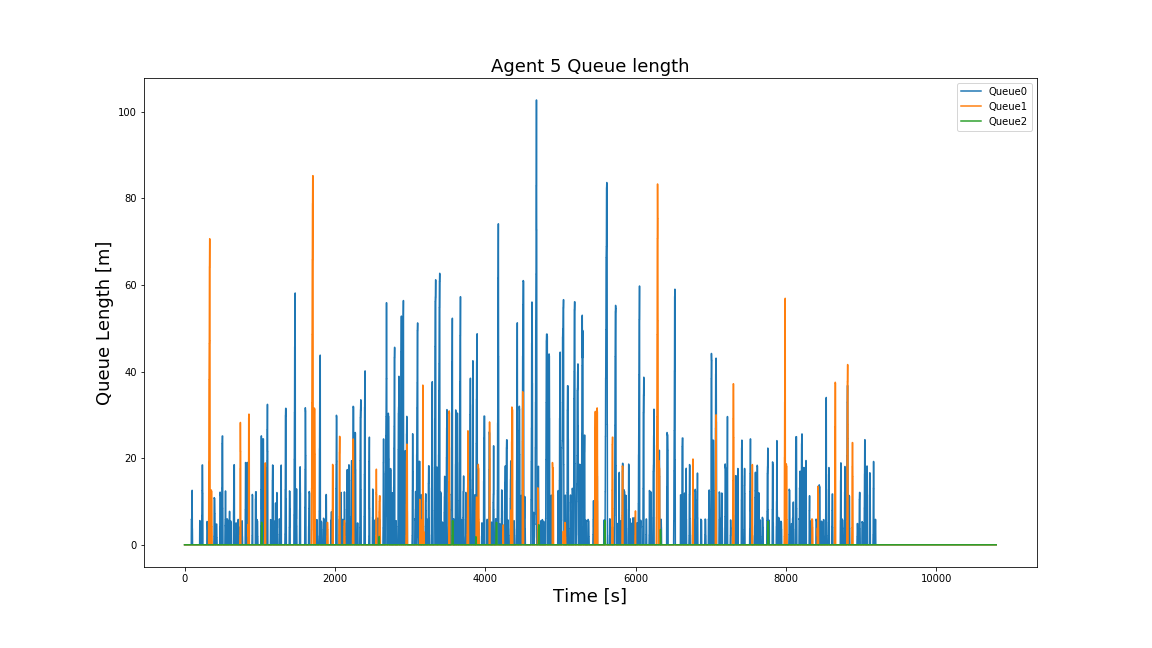 Agent 5 Queue length
Queue0
Queue1
Queue2
100
80
60
40
20
0
Queue Length [m]
0 2000 4000 6000 8000 10000
Time [s]